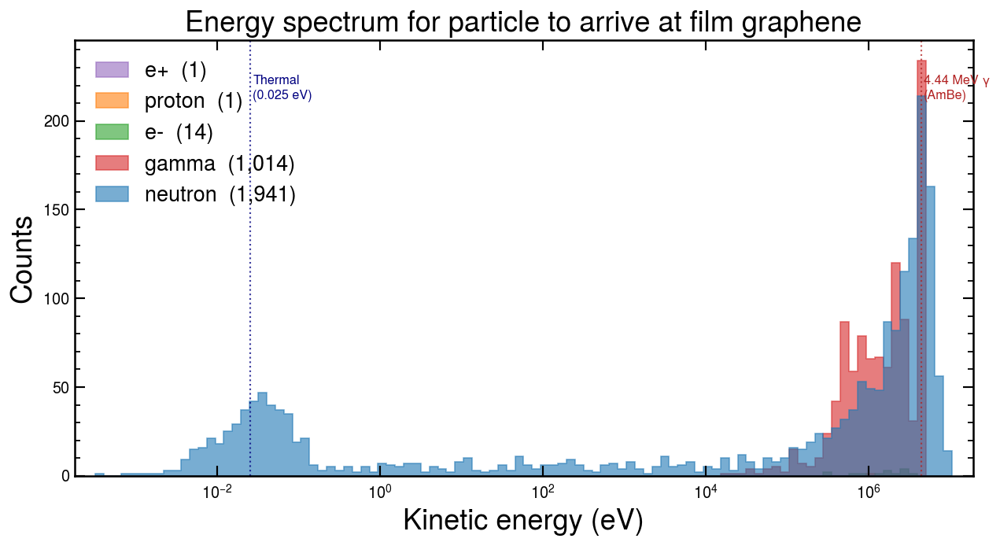 Energy spectrum for particle to arrive at film graphene
e+ (1)
proton (1)
e- (14)
gamma (1,014)
neutron (1,941)
Thermal
(0.025 eV)
4.44 MeV γ
(AmBe)
Counts
200
150
100
50
0
10⁻² 10⁰ 10² 10⁴ 10⁶
Kinetic energy (eV)